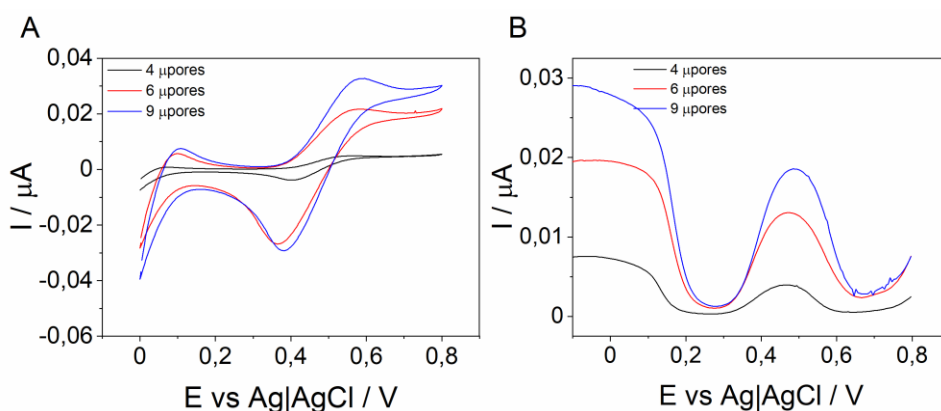 A
0,04
0,02
0
-0,02
-0,04
-0,06
I / μA
4 μpores
6 μpores
9 μpores
0
0,2
0,4
0,6
0,8
E vs Ag|AgCl / V
B
0,03
0,02
0,01
0
I / μA
4 μpores
6 μpores
9 μpores
0
0,2
0,4
0,6
0,8
E vs Ag|AgCl / V